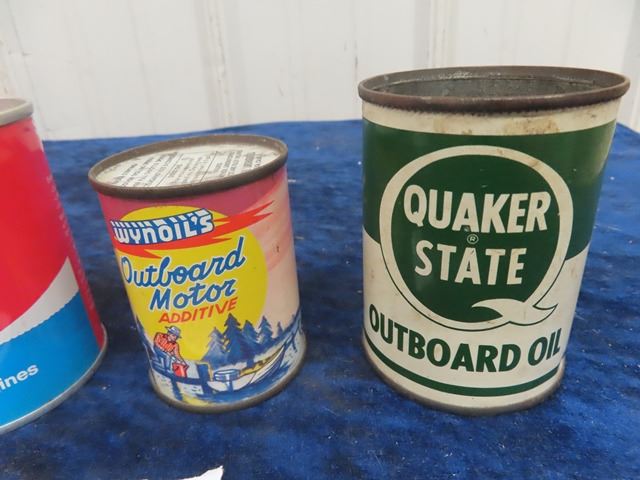 ines
WYNOIL'S
Outboard
Motor
ADDITIVE
QUAKER
STATE
®
OUTBOARD OIL